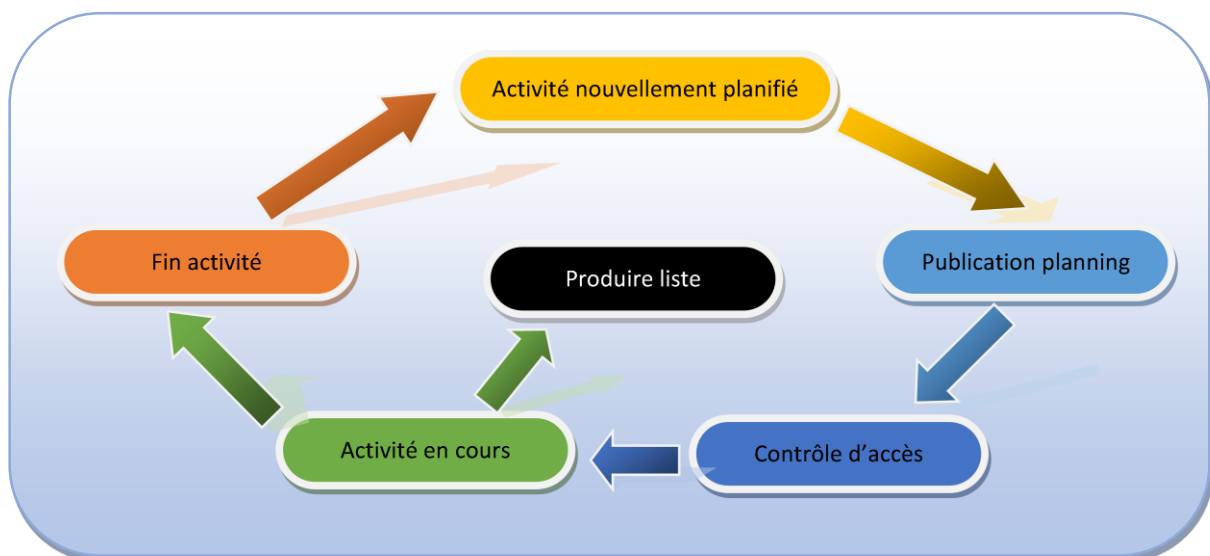 Activité nouvellement planifié
Fin activité
Produire liste
Publication planning
Activité en cours
Contrôle d’accès